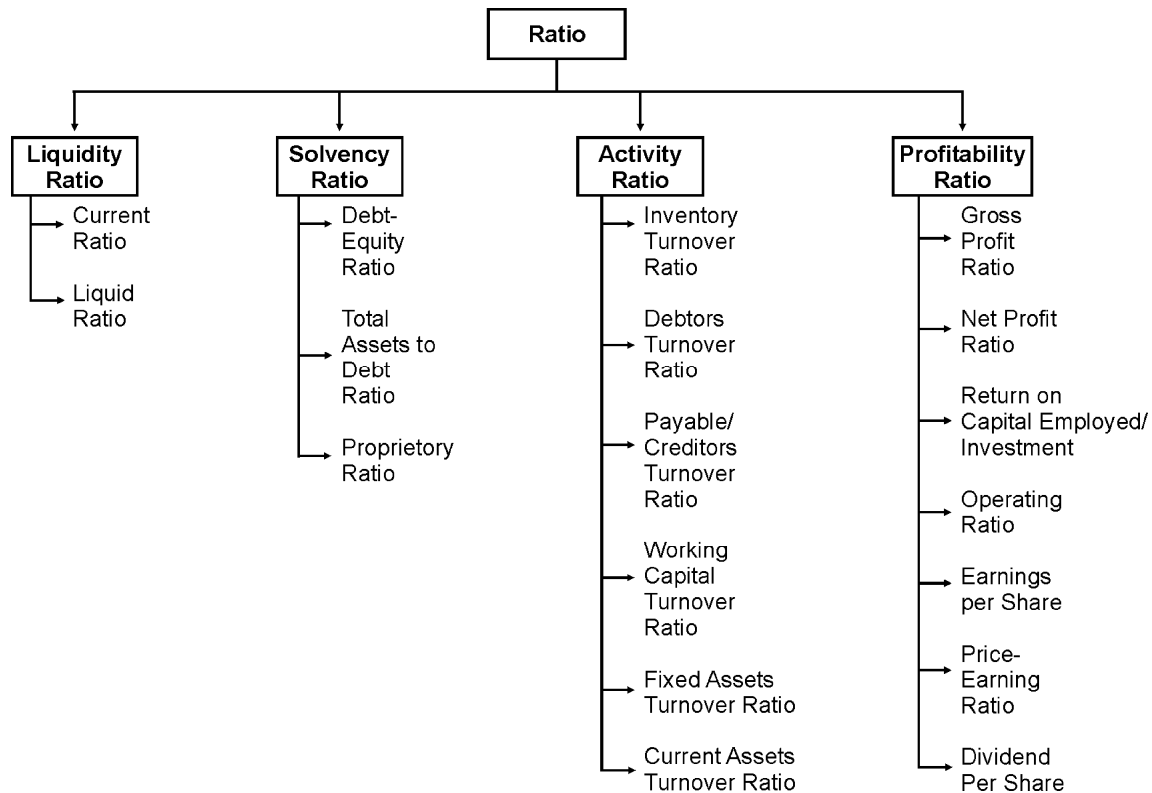 Ratio
Liquidity
Ratio
Current
Ratio
Liquid
Ratio
Solvency
Ratio
Debt-
Equity
Ratio
Total
Assets to
Debt
Ratio
Proprietory
Ratio
Activity
Ratio
Inventory
Turnover
Ratio
Debtors
Turnover
Ratio
Payable/
Creditors
Turnover
Ratio
Working
Capital
Turnover
Ratio
Fixed Assets
Turnover Ratio
Current Assets
Turnover Ratio
Profitability
Ratio
Gross
Profit
Ratio
Net Profit
Ratio
Return on
Capital Employed/
Investment
Operating
Ratio
Earnings
per Share
Price-
Earning
Ratio
Dividend
Per Share